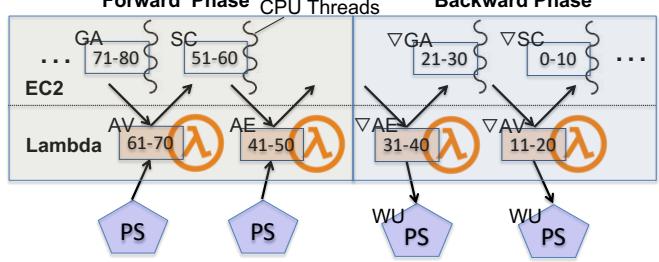 Forward Phase
CPU Threads
Backward Phase
GA
SC
▽GA
▽SC
... 71-80
51-60
21-30
0-10 ...
EC2
AV
AE
▽AE
▽AV
Lambda
61-70 λ
41-50 λ
31-40 λ
11-20 λ
WU
WU
PS
PS
PS
PS